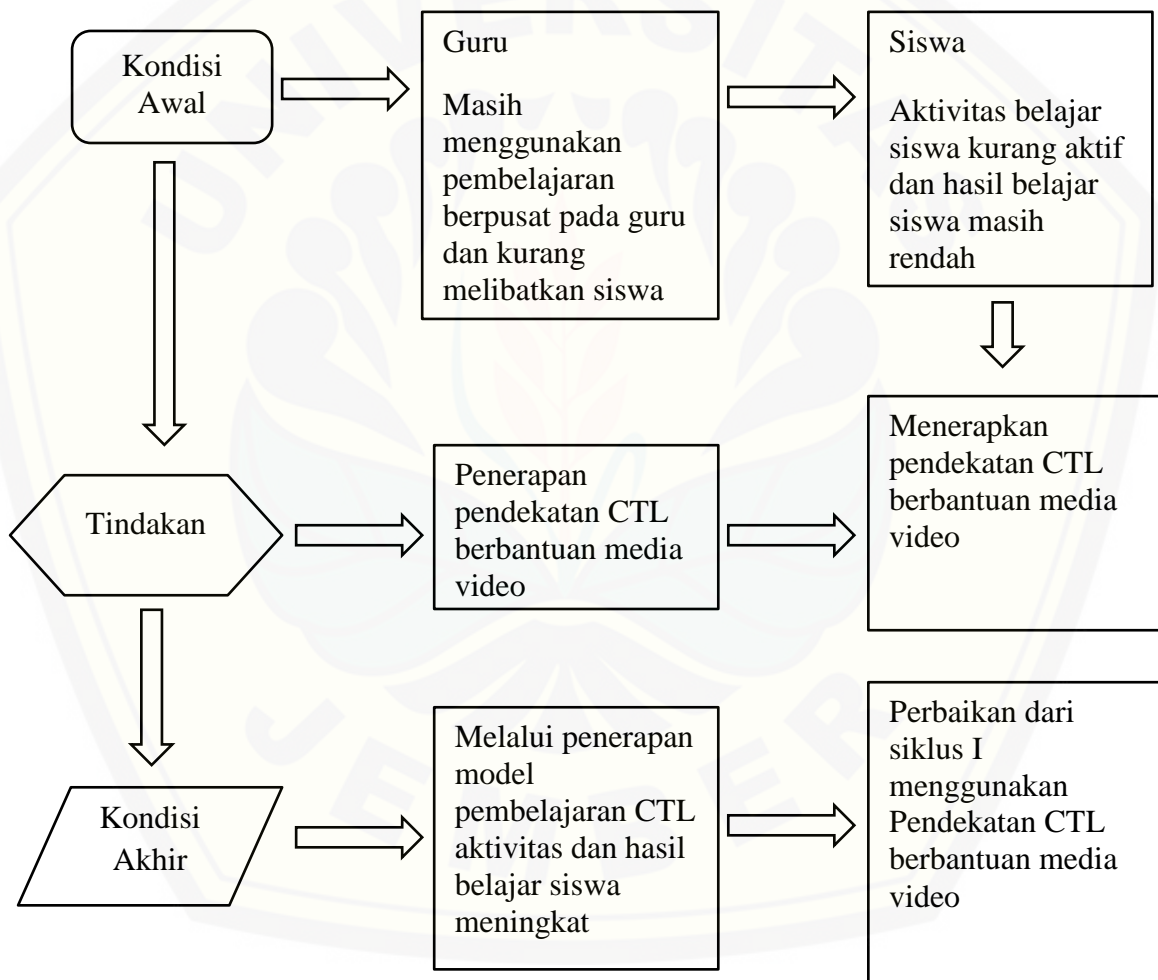 Kondisi
Awal
Guru
Masih
menggunakan
pembelajaran
berpusat pada guru
dan kurang
melibatkan siswa
Siswa
Aktivitas belajar
siswa kurang aktif
dan hasil belajar
siswa masih
rendah
Tindakan
Penerapan
pendekatan CTL
berbantuan media
video
Menerapkan
pendekatan CTL
berbantuan media
video
Kondisi
Akhir
Melalui penerapan
model
pembelajaran CTL
aktivitas dan hasil
belajar siswa
meningkat
Perbaikan dari
siklus I
menggunakan
Pendekatan CTL
berbantuan media
video
UNIVERSITAS
JEMBER